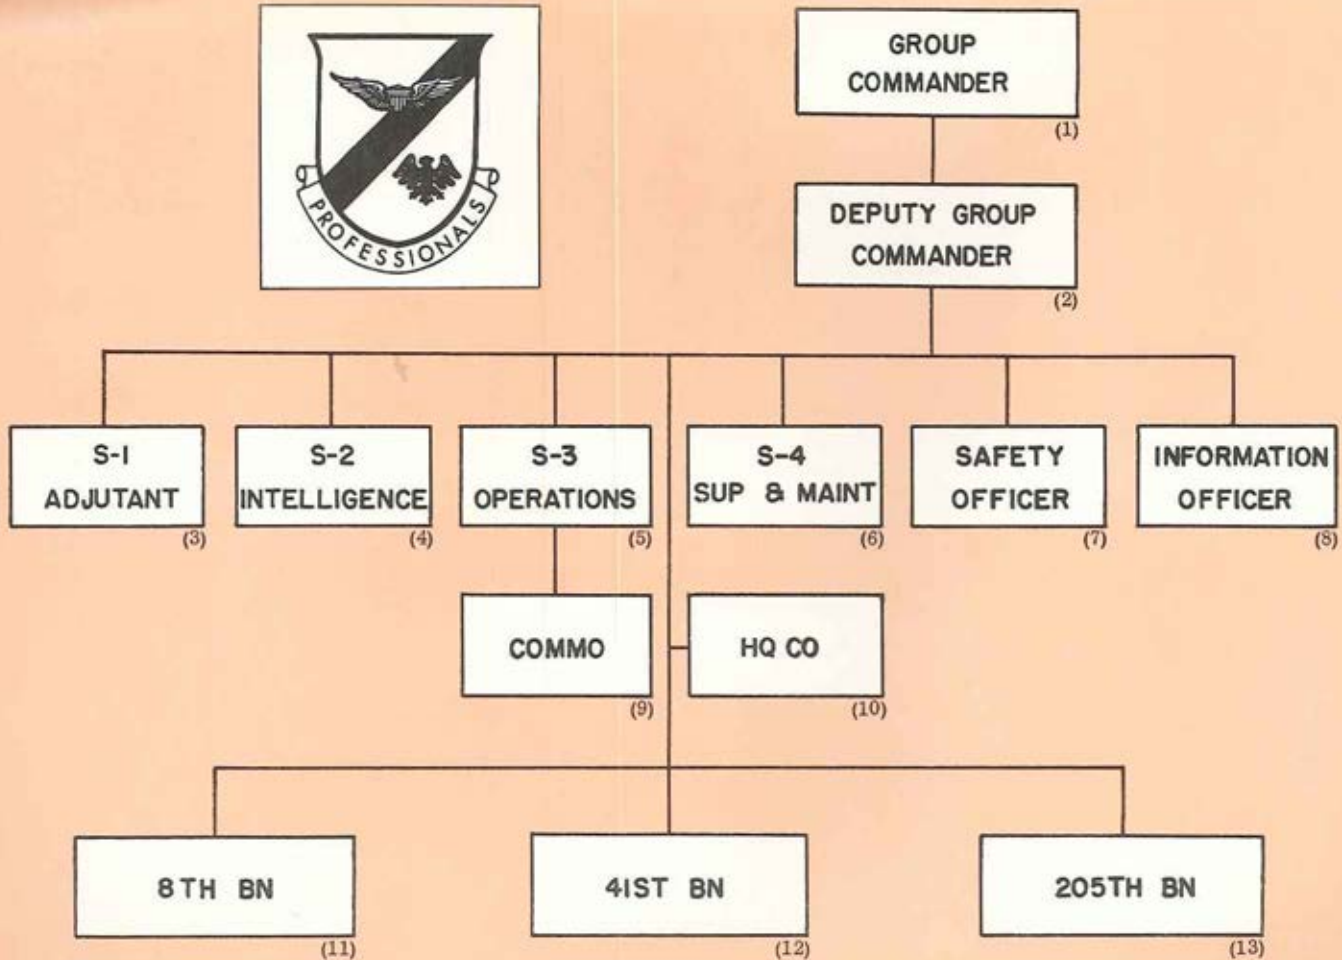 GROUP
COMMANDER
(1)
PROFESSIONALS
DEPUTY GROUP
COMMANDER
(2)
S-1
ADJUTANT
(3)
S-2
INTELLIGENCE
(4)
S-3
OPERATIONS
(5)
S-4
SUP & MAINT
(6)
SAFETY
OFFICER
(7)
INFORMATION
OFFICER
(8)
COMMO
(9)
HQ CO
(10)
8TH BN
(11)
41ST BN
(12)
205TH BN
(13)